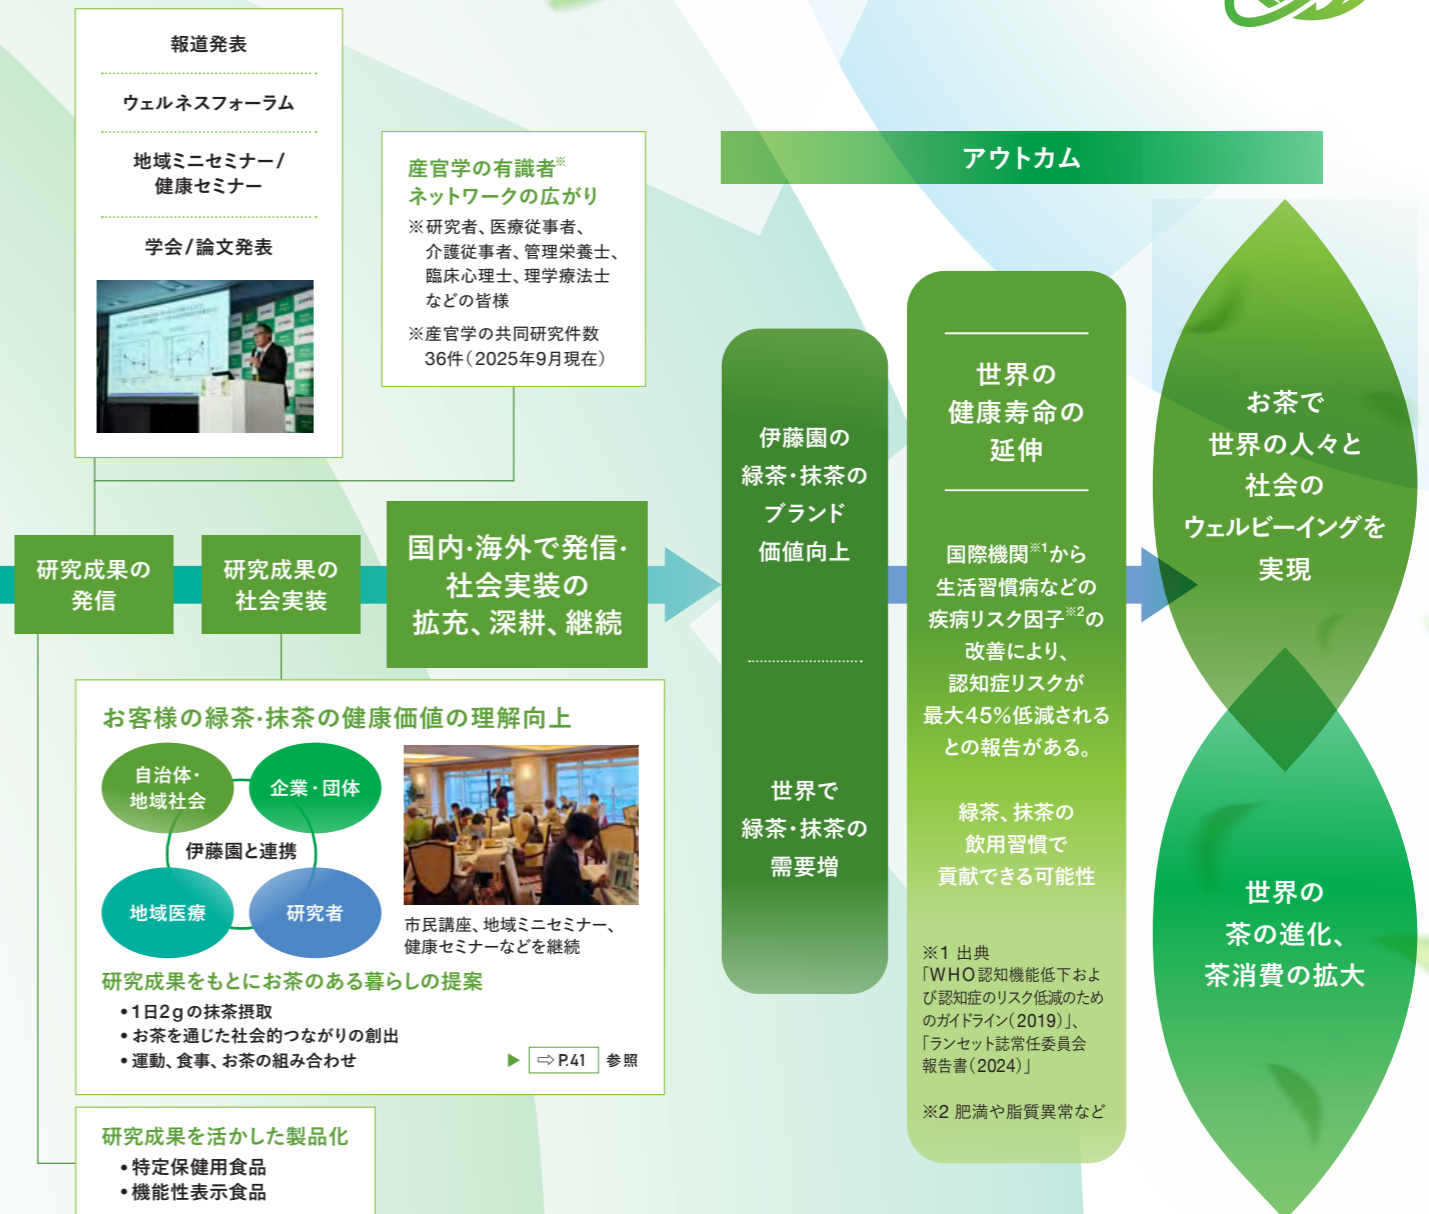 報道発表
ウェルネスフォーラム
地域ミニセミナー/
健康セミナー
学会/論文発表
産官学の有識者※
ネットワークの広がり
※研究者、医療従事者、
介護従事者、管理栄養士、
臨床心理士、理学療法士
などの皆様
※産官学の共同研究件数
36件(2025年9月現在)
研究成果の
発信
研究成果の
社会実装
国内・海外で発信・
社会実装の
拡充、深耕、継続
お客様の緑茶・抹茶の健康価値の理解向上
自治体・
地域社会
企業・団体
伊藤園と連携
地域医療
研究者
市民講座、地域ミニセミナー、
健康セミナーなどを継続
研究成果をもとにお茶のある暮らしの提案
•1日2gの抹茶摂取
•お茶を通じた社会的つながりの創出
•運動、食事、お茶の組み合わせ
▶ ⇨P.41 参照
研究成果を活かした製品化
•特定保健用食品
•機能性表示食品
アウトカム
伊藤園の
緑茶・抹茶の
ブランド
価値向上
世界で
緑茶・抹茶の
需要増
世界の
健康寿命の
延伸
国際機関※1から
生活習慣病などの
疾病リスク因子※2の
改善により、
認知症リスクが
最大45%低減される
との報告がある。
緑茶、抹茶の
飲用習慣で
貢献できる可能性
※1 出典
「WHO認知機能低下およ
び認知症のリスク低減のため
のガイドライン(2019)」、
「ランセット誌常任委員会
報告書(2024)」
※2 肥満や脂質異常など
お茶で
世界の人々と
社会の
ウェルビーイングを
実現
世界の
茶の進化、
茶消費の拡大